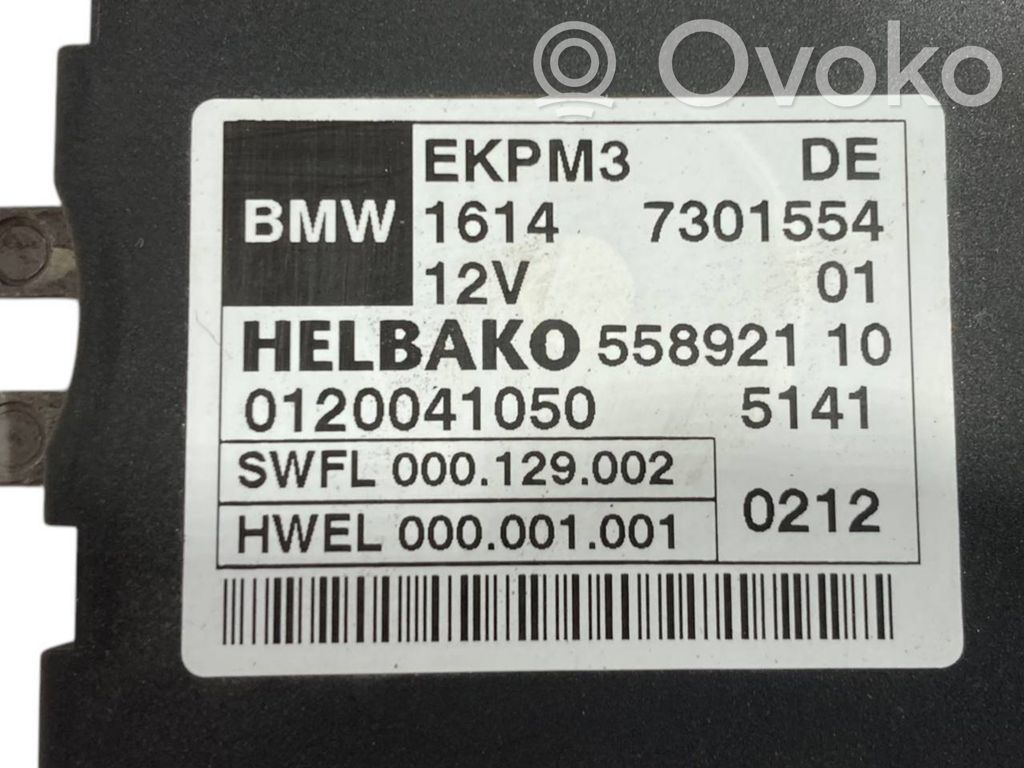 Ovoko
EKPM3 DE
BMW 1614 7301554
12V 01
HELBAKO 558921 10
0120041050 5141
SWFL 000.129.002
HWEL 000.001.001 0212